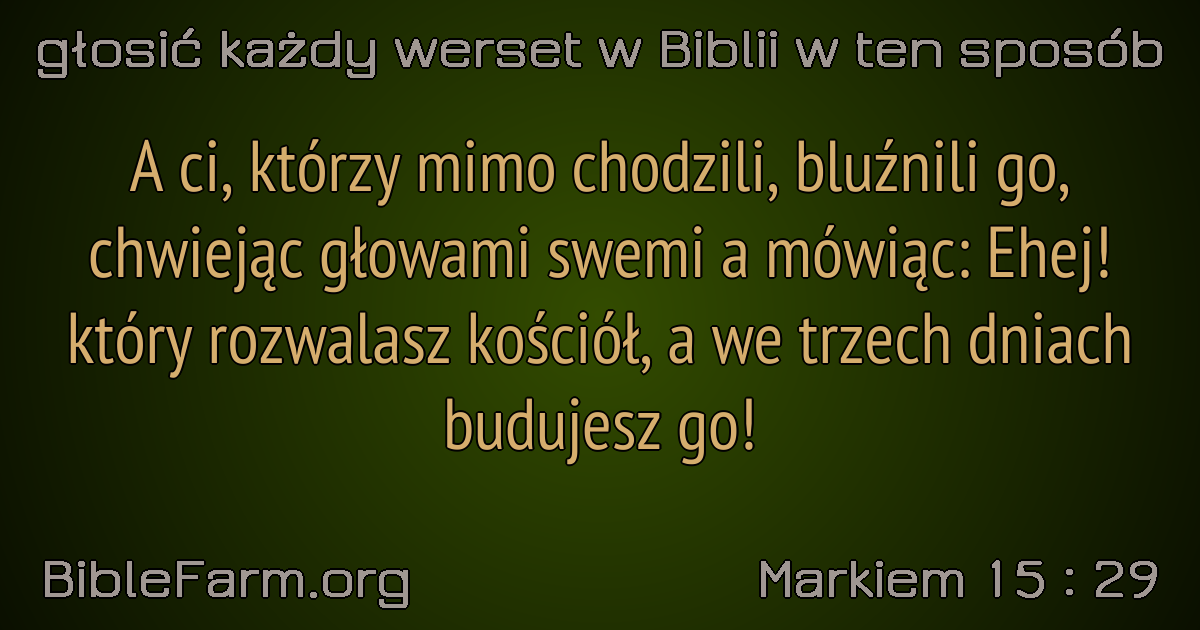 głosić każdy werset w Biblii w ten sposób
A ci, którzy mimo chodzili, bluźnili go,
chwiejąc głowami swemi a mówiąc: Ehej!
który rozwalasz kościół, a we trzech dniach
budujesz go!
BibleFarm.org
Markiem 15 : 29